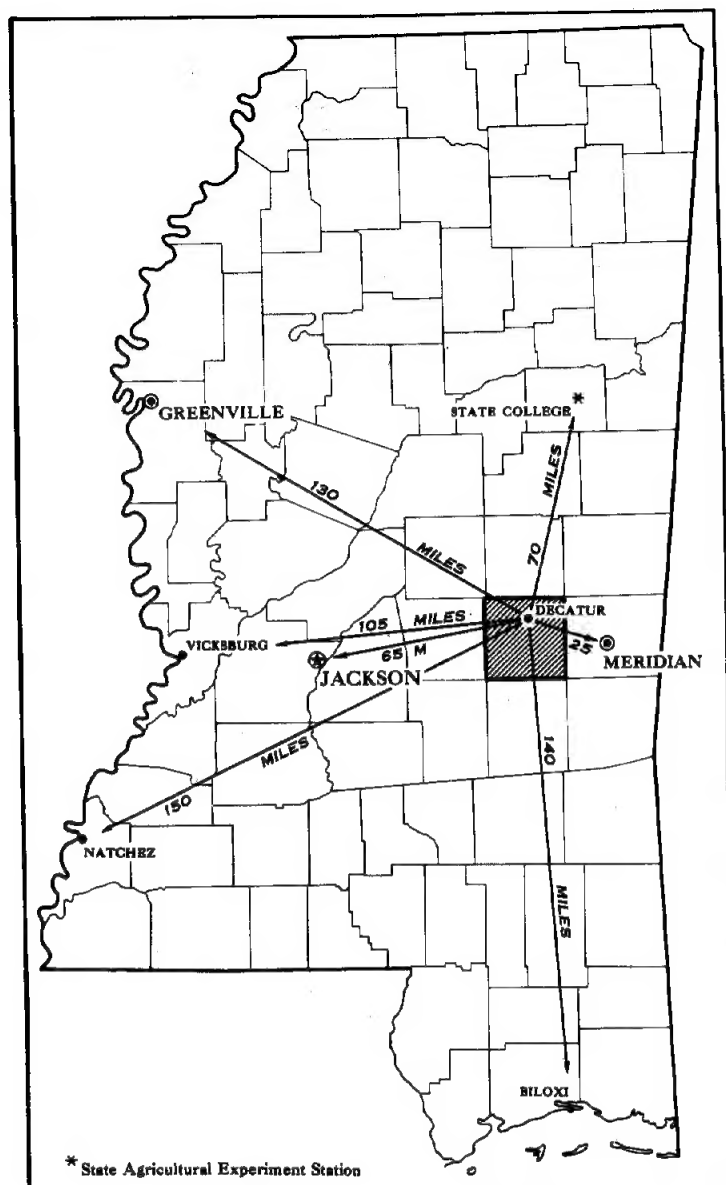 GREENVILLE
STATE COLLEGE *
130
MILES
MILES
70
DECATUR
105 MILES
VICKSBURG
65 M
25
JACKSON
MERIDIAN
MILES
150
140
NATCHEZ
MILES
BILOXI
* State Agricultural Experiment Station